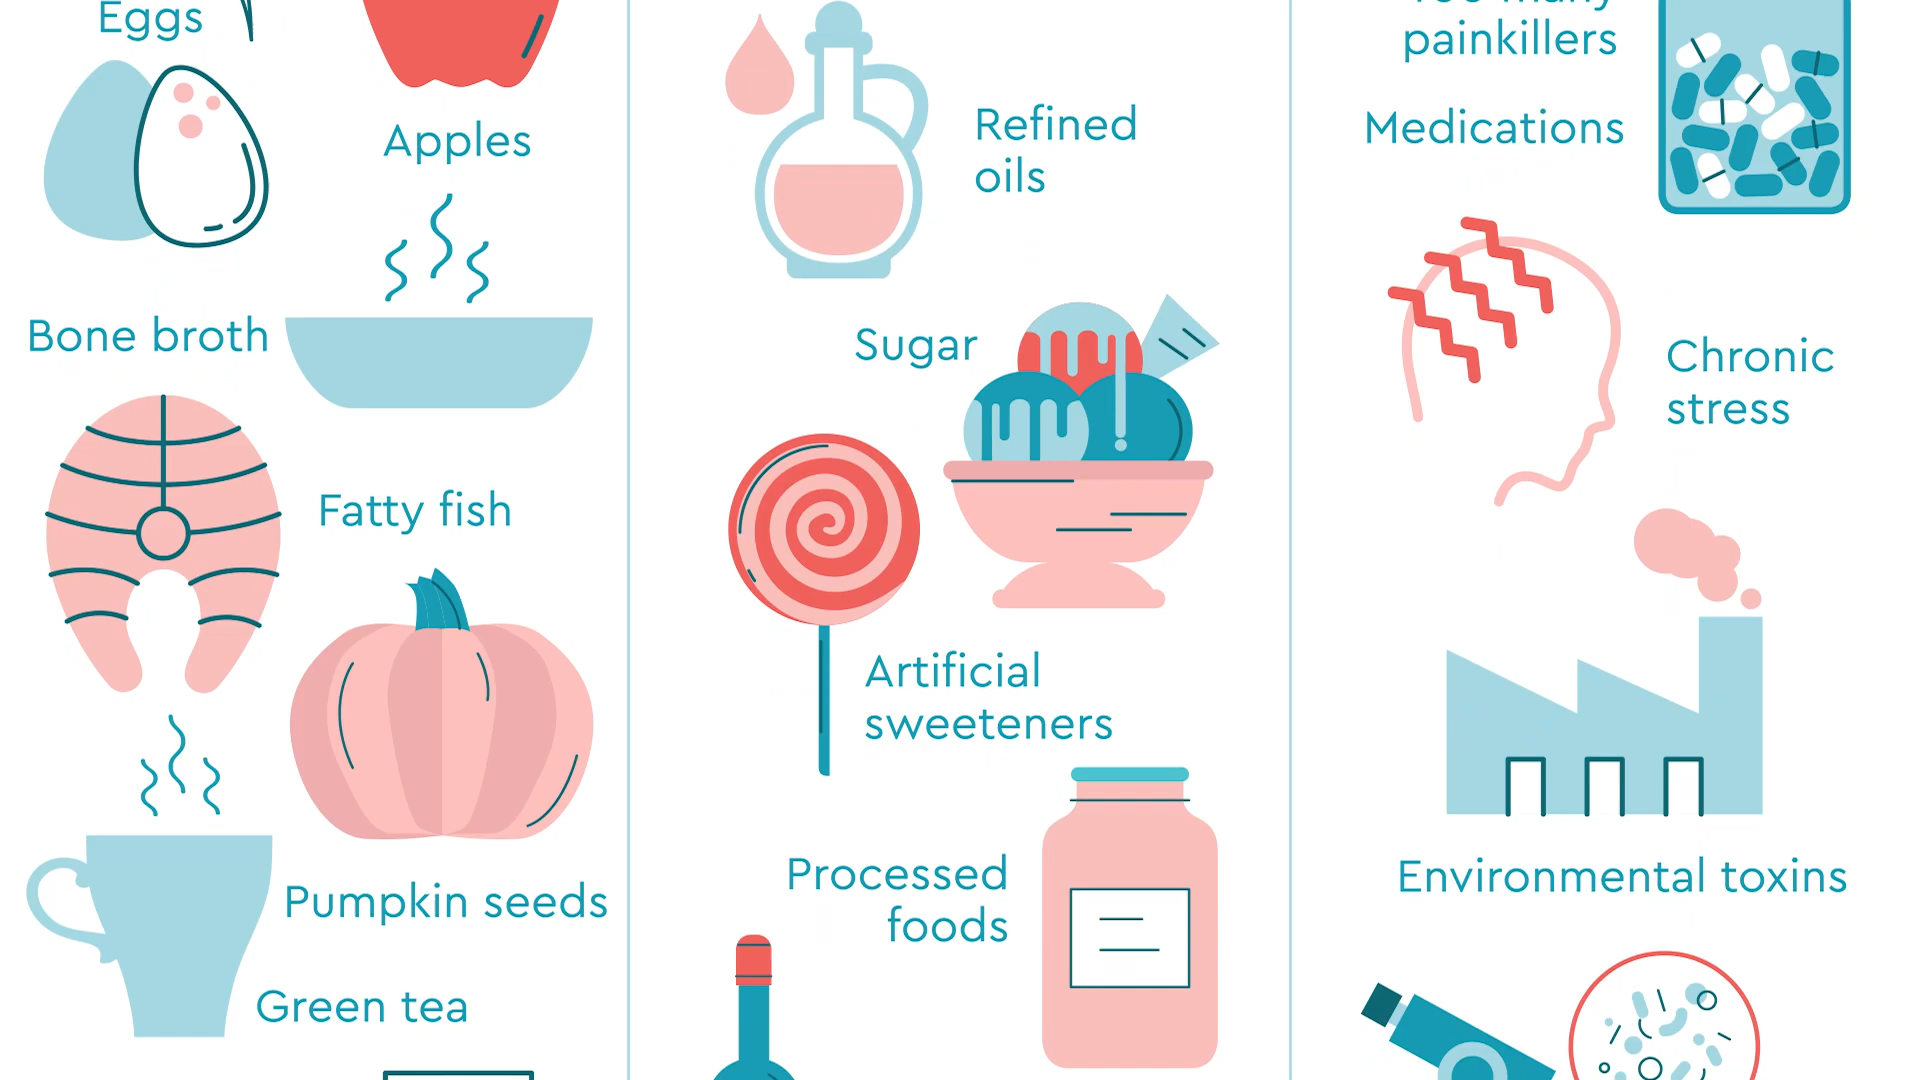 Eggs
Apples
Bone broth
Fatty fish
Pumpkin seeds
Green tea
Refined
oils
Sugar
Artificial
sweeteners
Processed
foods
painkillers
Medications
Chronic
stress
Environmental toxins